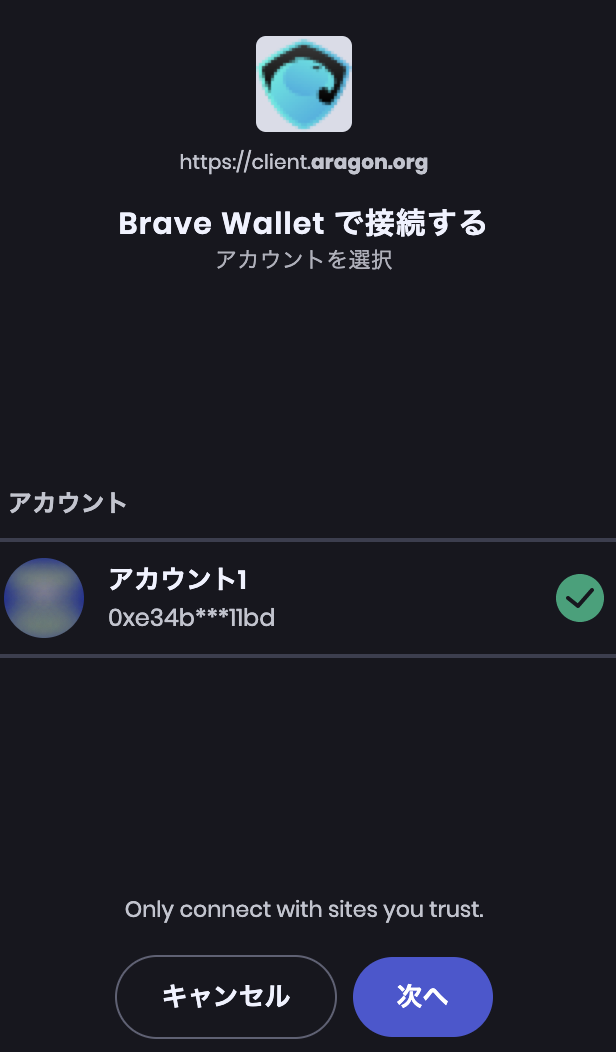 https://client.aragon.org
Brave Wallet で接続する
アカウントを選択
アカウント
アカウント1
0xe34b***11bd
Only connect with sites you trust.
キャンセル
次へ